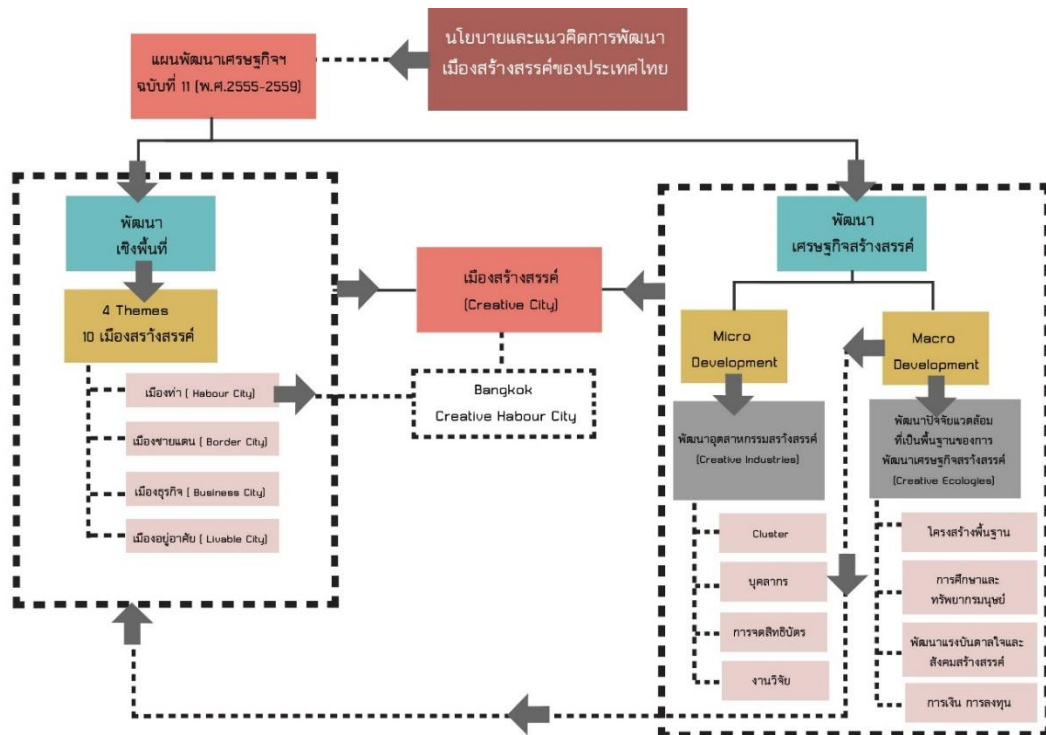 นโยบายและแนวคิดการพัฒนา
เมืองสร้างสรรค์ของประเทศไทย
แผนพัฒนาเศรษฐกิจฯ
ฉบับที่ 11 (พ.ศ.2555-2559)
พัฒนา
เชิงพื้นที่
4 Themes
10 เมืองสร้างสรรค์
เมืองท่า ( Habour City)
เมืองชายแดน ( Border City)
เมืองธุรกิจ ( Business City)
เมืองอยู่อาศัย ( Livable City)
เมืองสร้างสรรค์
(Creative City)
Bangkok
Creative Habour City
พัฒนา
เศรษฐกิจสร้างสรรค์
Micro
Development
พัฒนาอุตสาหกรรมสร้างสรรค์
(Creative Industries)
Cluster
บุคลากร
การจดสิทธิบัตร
งานวิจัย
Macro
Development
พัฒนาปัจจัยแวดล้อม
ที่เป็นพื้นฐานของการ
พัฒนาเศรษฐกิจสร้างสรรค์
(Creative Ecologies)
โครงสร้างพื้นฐาน
การศึกษาและ
ทรัพยากรมนุษย์
พัฒนาแรงบันดาลใจและ
สังคมสร้างสรรค์
การเงิน การลงทุน